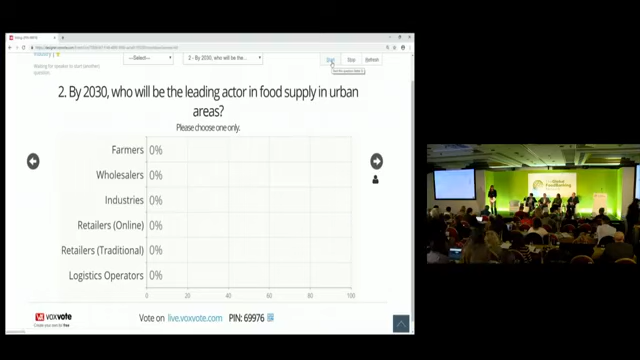 ---Select---
2 - By 2030, who will be the...
Start
Stop
Refresh
Waiting for speaker to start (another)
question.
2. By 2030, who will be the leading actor in food supply in urban
areas?
Please choose one only.
Farmers 0%
Wholesalers 0%
Industries 0%
Retailers (Online) 0%
Retailers (Traditional) 0%
Logistics Operators 0%
0 20 40 60 80 100
voxvote
Create your own for free
Vote on live.voxvote.com PIN: 69976